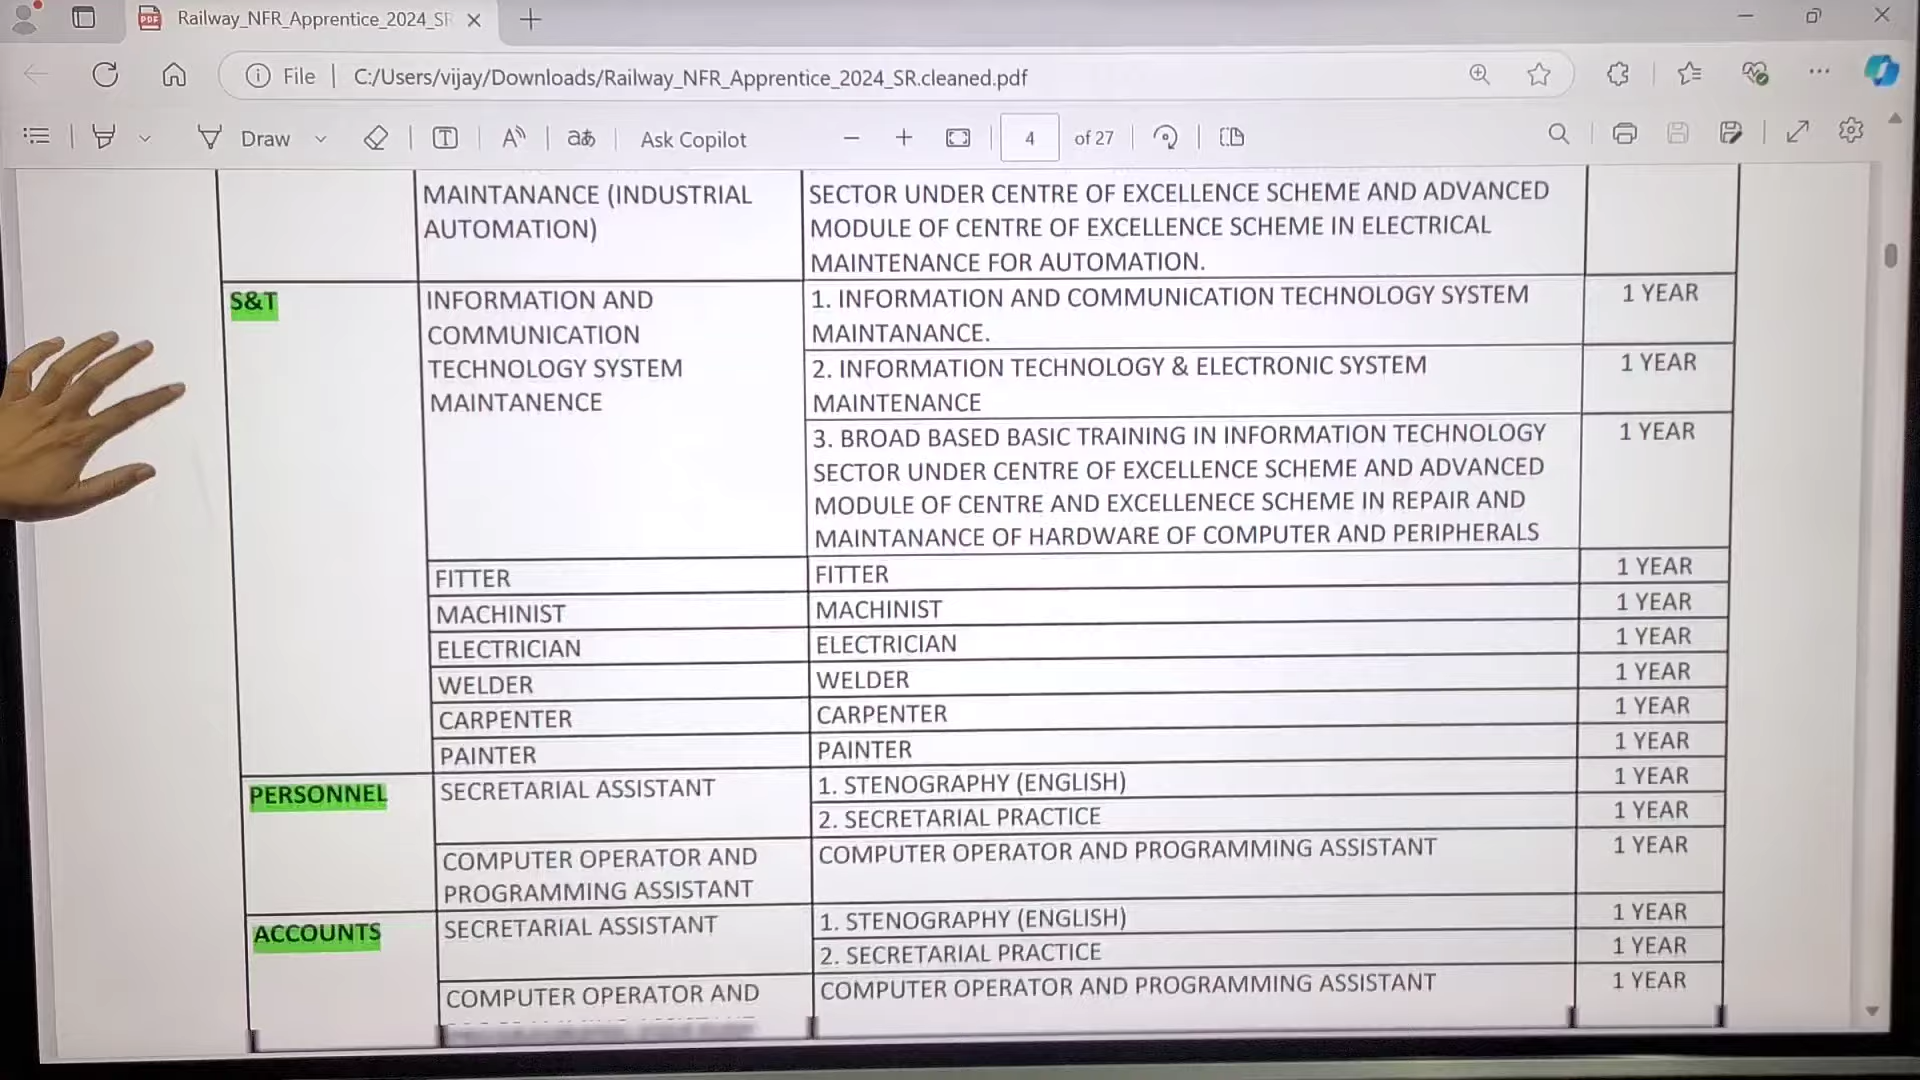 Railway_NFR_Apprentice_2024_SR
File
C:/Users/vijay/Downloads/Railway_NFR_Apprentice_2024_SR.cleaned.pdf
Draw
Ask Copilot
4 of 27
MAINTANANCE (INDUSTRIAL
AUTOMATION)
SECTOR UNDER CENTRE OF EXCELLENCE SCHEME AND ADVANCED
MODULE OF CENTRE OF EXCELLENCE SCHEME IN ELECTRICAL
MAINTENANCE FOR AUTOMATION.
S&T
INFORMATION AND
COMMUNICATION
TECHNOLOGY SYSTEM
MAINTANENCE
1. INFORMATION AND COMMUNICATION TECHNOLOGY SYSTEM
MAINTANANCE.
1 YEAR
2. INFORMATION TECHNOLOGY & ELECTRONIC SYSTEM
MAINTENANCE
1 YEAR
3. BROAD BASED BASIC TRAINING IN INFORMATION TECHNOLOGY
SECTOR UNDER CENTRE OF EXCELLENCE SCHEME AND ADVANCED
MODULE OF CENTRE AND EXCELLENECE SCHEME IN REPAIR AND
MAINTANANCE OF HARDWARE OF COMPUTER AND PERIPHERALS
1 YEAR
FITTER FITTER 1 YEAR
MACHINIST MACHINIST 1 YEAR
ELECTRICIAN ELECTRICIAN 1 YEAR
WELDER WELDER 1 YEAR
CARPENTER CARPENTER 1 YEAR
PAINTER PAINTER 1 YEAR
PERSONNEL
SECRETARIAL ASSISTANT
1. STENOGRAPHY (ENGLISH) 1 YEAR
2. SECRETARIAL PRACTICE 1 YEAR
COMPUTER OPERATOR AND
PROGRAMMING ASSISTANT
COMPUTER OPERATOR AND PROGRAMMING ASSISTANT 1 YEAR
ACCOUNTS
SECRETARIAL ASSISTANT
1. STENOGRAPHY (ENGLISH) 1 YEAR
2. SECRETARIAL PRACTICE 1 YEAR
COMPUTER OPERATOR AND
COMPUTER OPERATOR AND PROGRAMMING ASSISTANT 1 YEAR